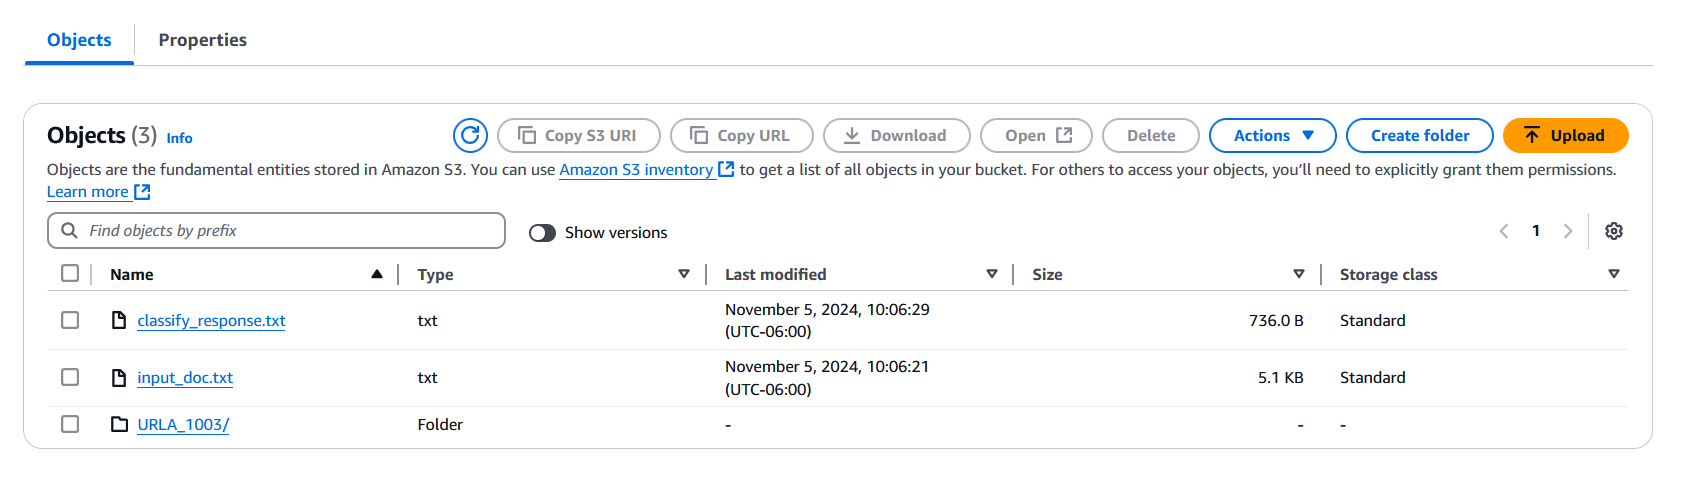 Objects Properties
Objects (3) Info Copy S3 URI Copy URL Download Open Delete Actions Create folder Upload
Objects are the fundamental entities stored in Amazon S3. You can use Amazon S3 inventory to get a list of all objects in your bucket. For others to access your objects, you’ll need to explicitly grant them permissions.
Learn more
Find objects by prefix Show versions 1
Name Type Last modified Size Storage class
classify_response.txt txt November 5, 2024, 10:06:29 (UTC-06:00) 736.0 B Standard
input_doc.txt txt November 5, 2024, 10:06:21 (UTC-06:00) 5.1 KB Standard
URLA_1003/ Folder - - -